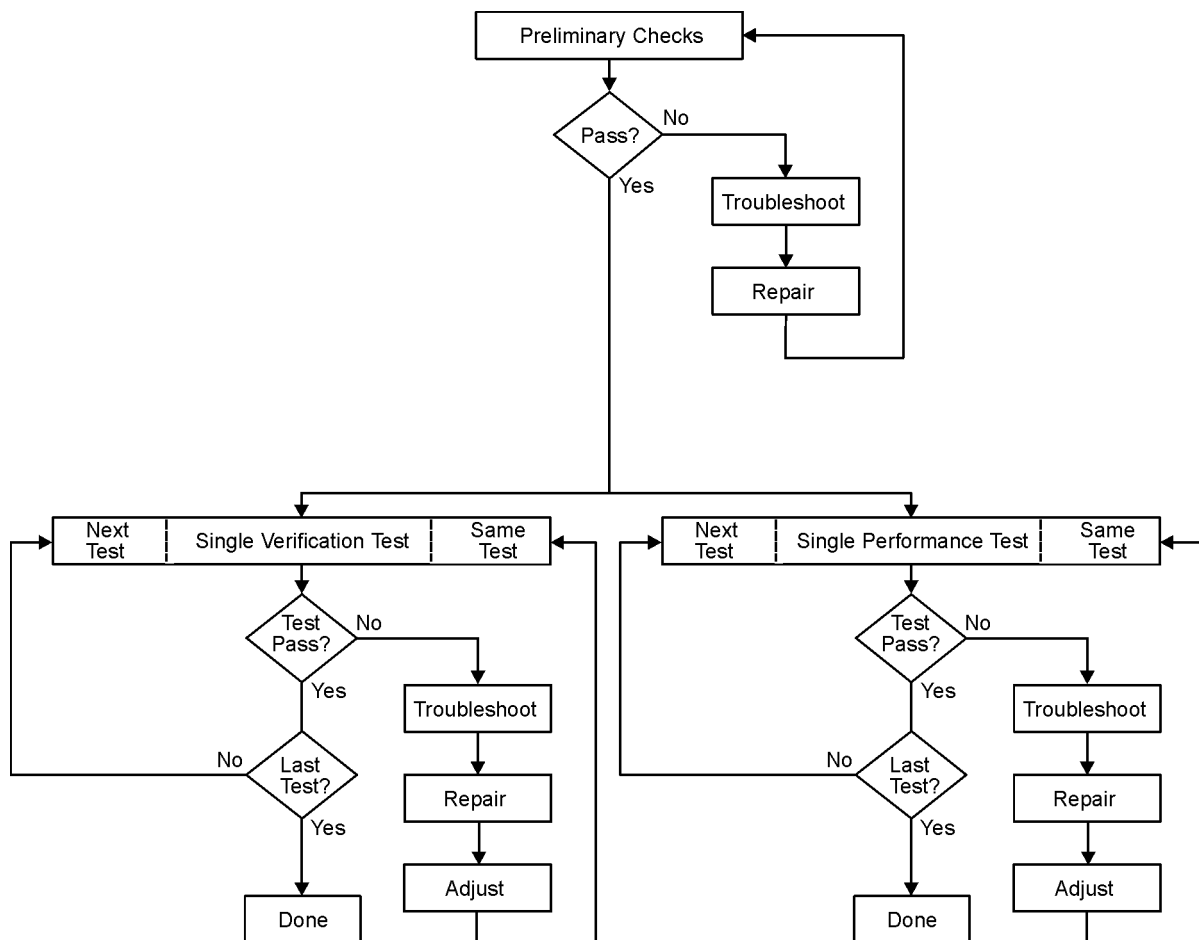 Preliminary Checks
No
Pass?
Yes
Troubleshoot
Repair
Next
Test
Single Verification Test
Same
Test
Test
Pass?
No
Yes
Troubleshoot
No
Last
Test?
Repair
Yes
Adjust
Done
Next
Test
Single Performance Test
Same
Test
Test
Pass?
No
Yes
Troubleshoot
No
Last
Test?
Repair
Yes
Adjust
Done